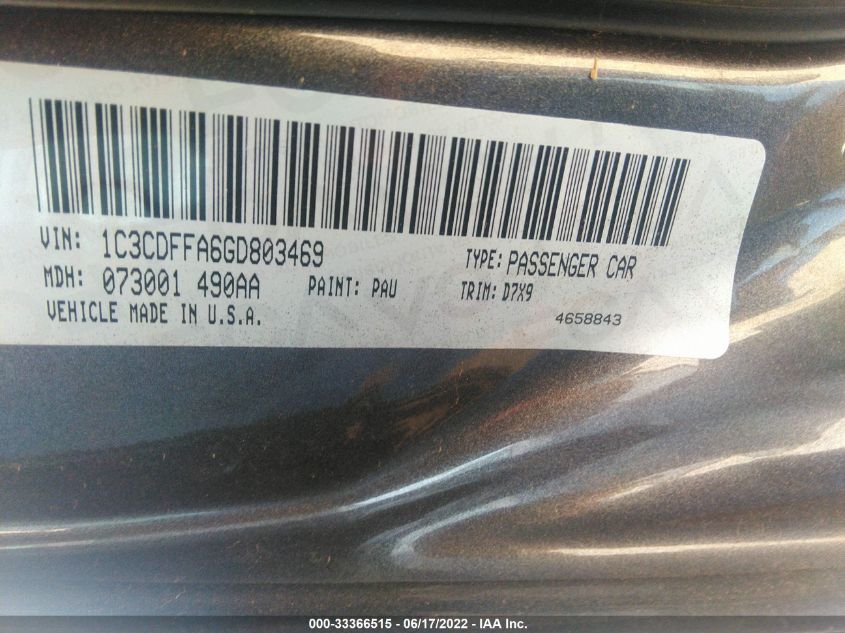 VIN: 1C3CDFFA6GD803469 TYPE: PASSENGER CAR
MDH: 073001 490AA PAINT: PAU TRIM: D7X9
VEHICLE MADE IN U.S.A. 4658843
000-33366515 - 06/17/2022 - IAA Inc.